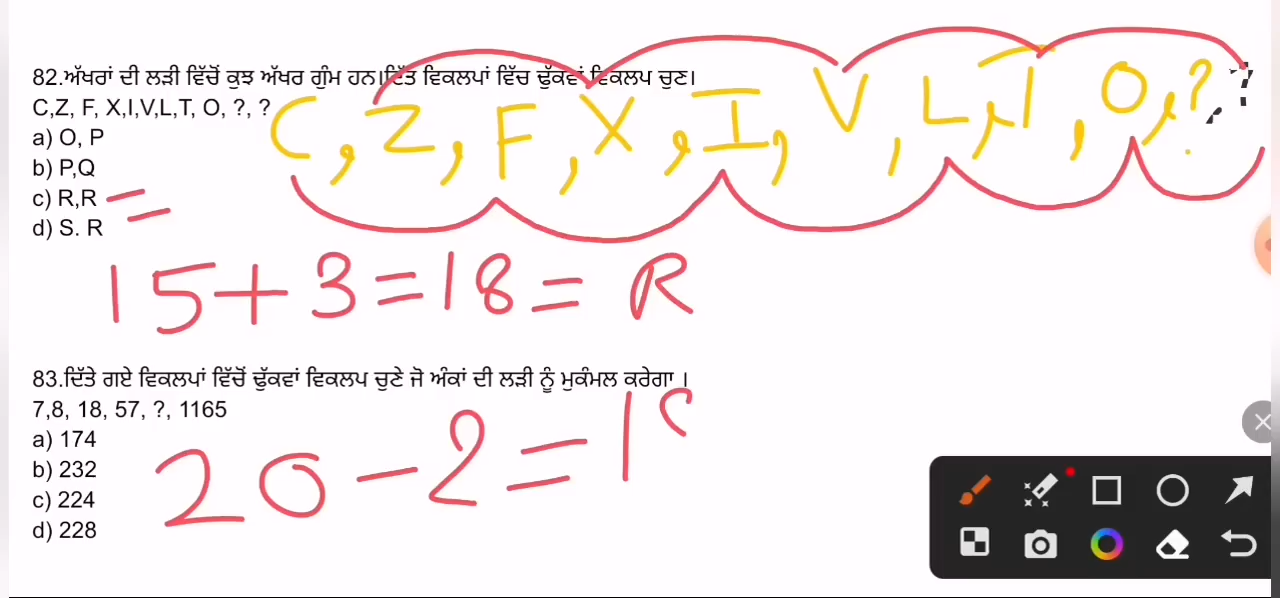 82.ਅੱਖਰਾਂ ਦੀ ਲੜੀ ਵਿੱਚੋਂ ਕੁਝ ਅੱਖਰ ਗੁੰਮ ਹਨ।ਦਿੱਤ ਵਿਕਲਪਾਂ ਵਿੱਚ ਢੁੱਕਵਾਂ ਵਿਕਲਪ ਚੁਣ।
C,Z, F, X,I,V,L,T, O, ?, ?
C, Z, F, X, I, V, L, T, O, ?, ?
a) O, P
b) P,Q
c) R,R =
d) S. R
15+3=18= R
83.ਦਿੱਤੇ ਗਏ ਵਿਕਲਪਾਂ ਵਿੱਚੋਂ ਢੁੱਕਵਾਂ ਵਿਕਲਪ ਚੁਣੇ ਜੋ ਅੰਕਾਂ ਦੀ ਲੜੀ ਨੂੰ ਮੁਕੰਮਲ ਕਰੇਗਾ ।
7,8, 18, 57, ?, 1165
a) 174
b) 232
c) 224
d) 228
20-2=1